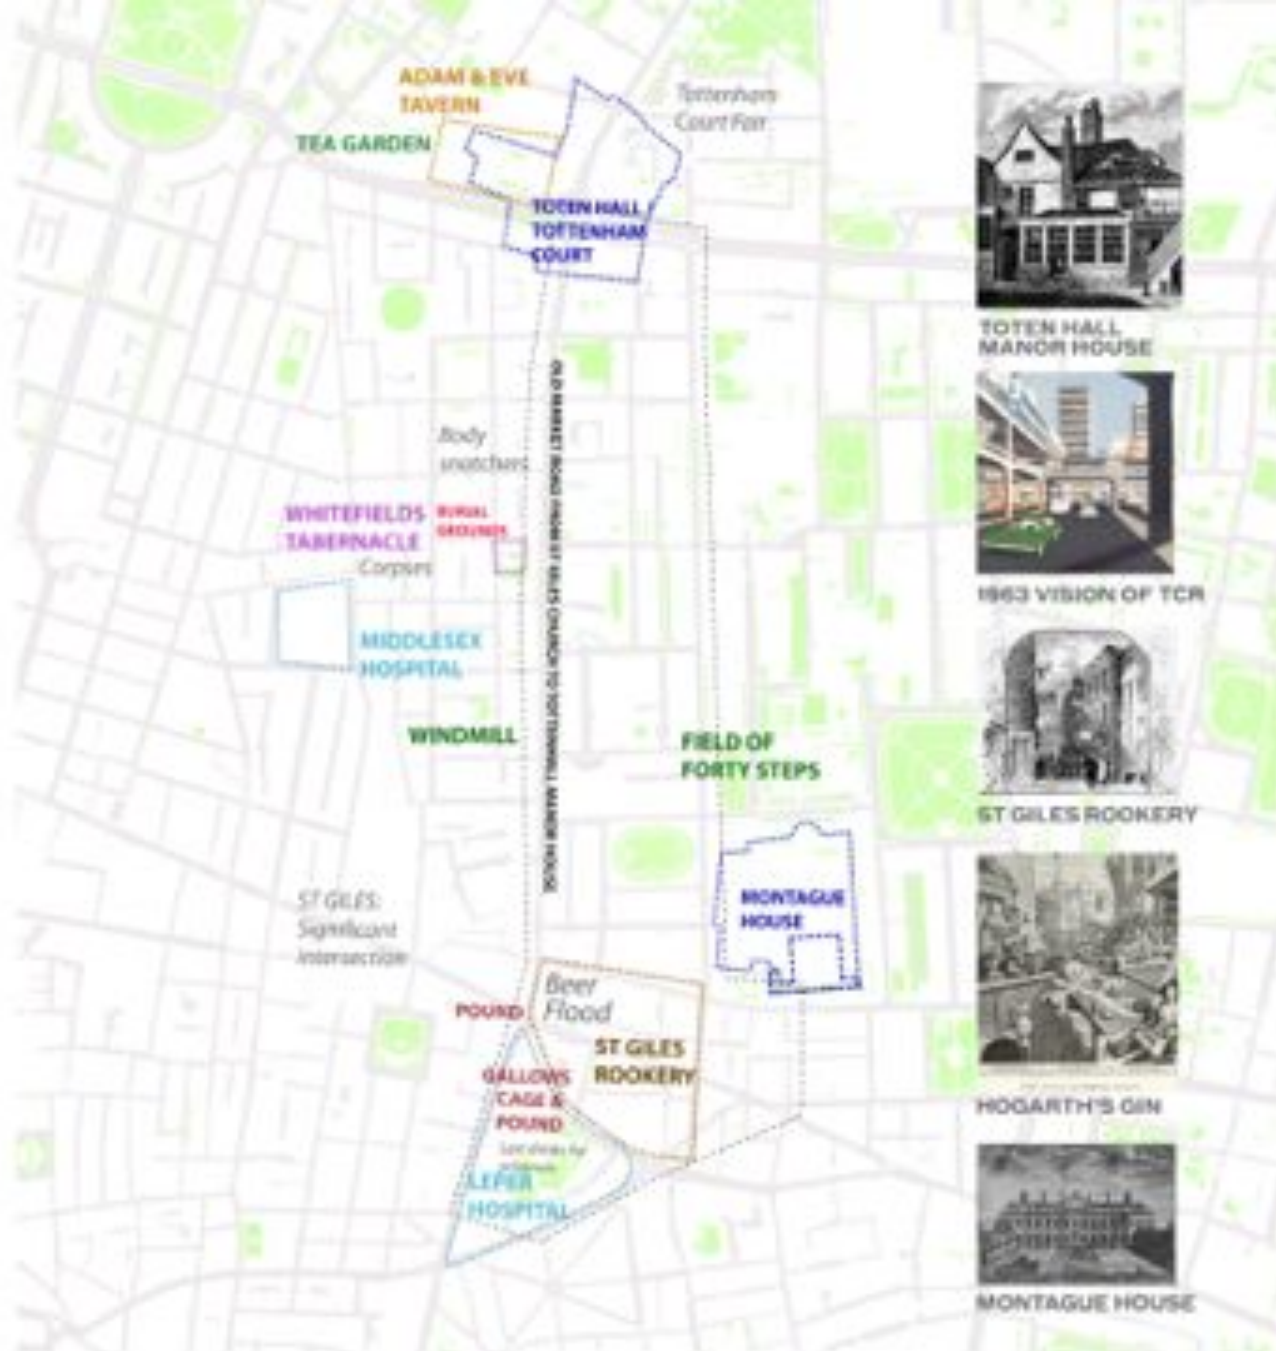 ADAM & EVE
TAVERN
TEA GARDEN
Tottenham
Court Fair
TOTEN HALL /
TOTTENHAM
COURT
TOTEN HALL
MANOR HOUSE
OLD MARKET ROAD FROM ST GILES CHURCH TO TOTTENHALL MANOR HOUSE
Body
snatchers
WHITEFIELDS
TABERNACLE
BURIAL
GROUNDS
Corpses
1963 VISION OF TCR
MIDDLESEX
HOSPITAL
WINDMILL
FIELD OF
FORTY STEPS
ST GILES ROOKERY
MONTAGUE
HOUSE
ST GILES:
Significant
intersection
Beer
Flood
POUND
ST GILES
ROOKERY
GALLOWS
CAGE &
POUND
Last drinks for
LEPER
HOSPITAL
HOGARTH'S GIN
MONTAGUE HOUSE